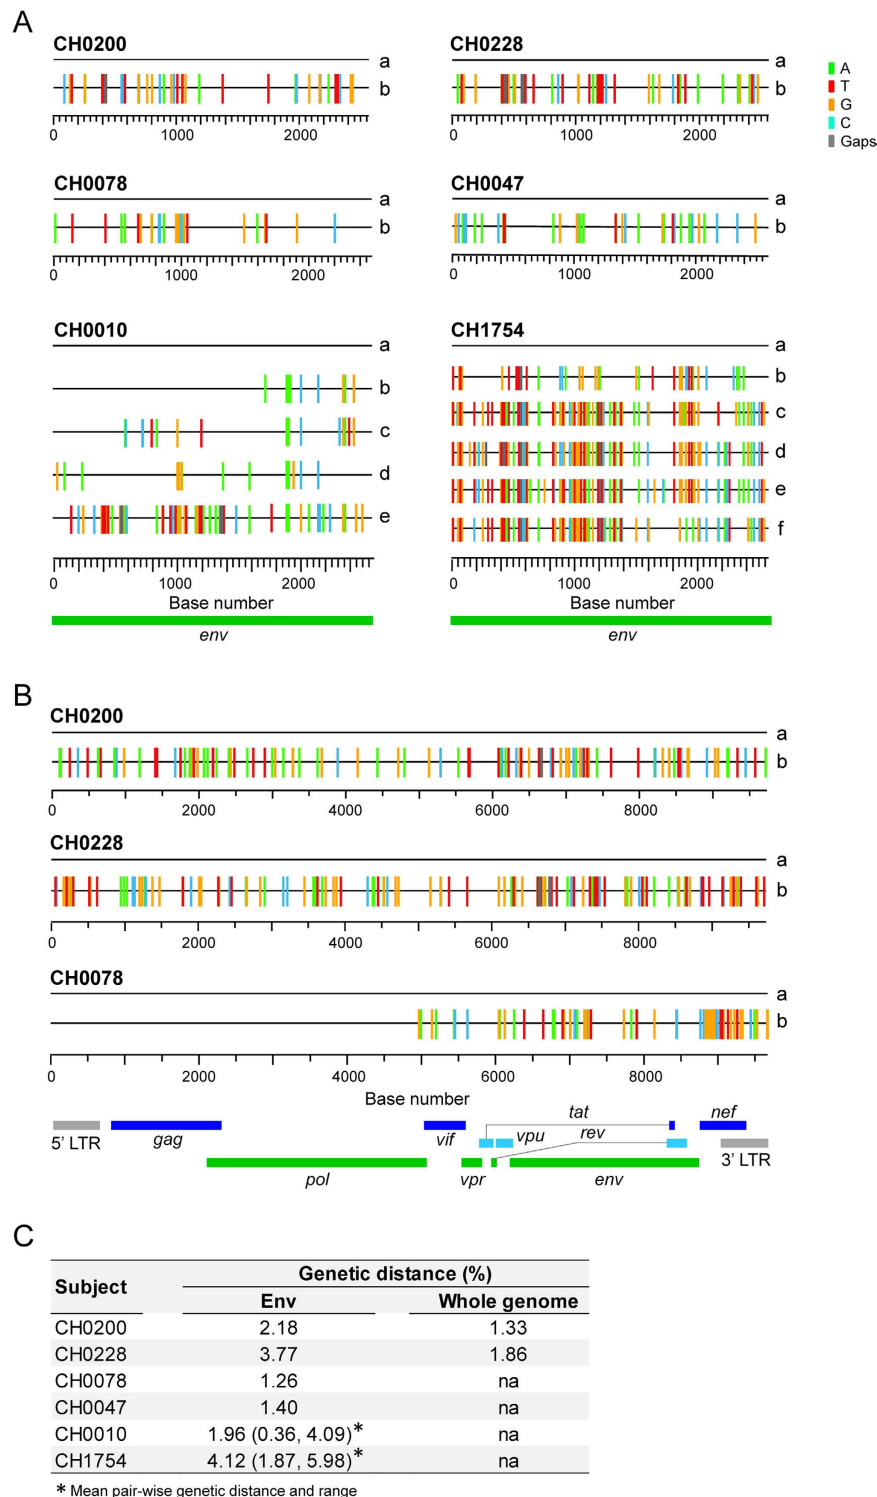 A
CH0200
a
b
0 1000 2000
CH0228
a
b
0 1000 2000
A
T
G
C
Gaps
CH0078
a
b
0 1000 2000
CH0047
a
b
0 1000 2000
CH0010
a
b
c
d
e
0 1000 2000
Base number
env
CH1754
a
b
c
d
e
f
0 1000 2000
Base number
env
B
CH0200
a
b
0 2000 4000 6000 8000
CH0228
a
b
0 2000 4000 6000 8000
CH0078
a
b
0 2000 4000 6000 8000
Base number
tat nef
5’ LTR gag vif vpu rev 3’ LTR
pol vpr env
C
Subject Genetic distance (%)
Env Whole genome
CH0200 2.18 1.33
CH0228 3.77 1.86
CH0078 1.26 na
CH0047 1.40 na
CH0010 1.96 (0.36, 4.09)* na
CH1754 4.12 (1.87, 5.98)* na
* Mean pair-wise genetic distance and range